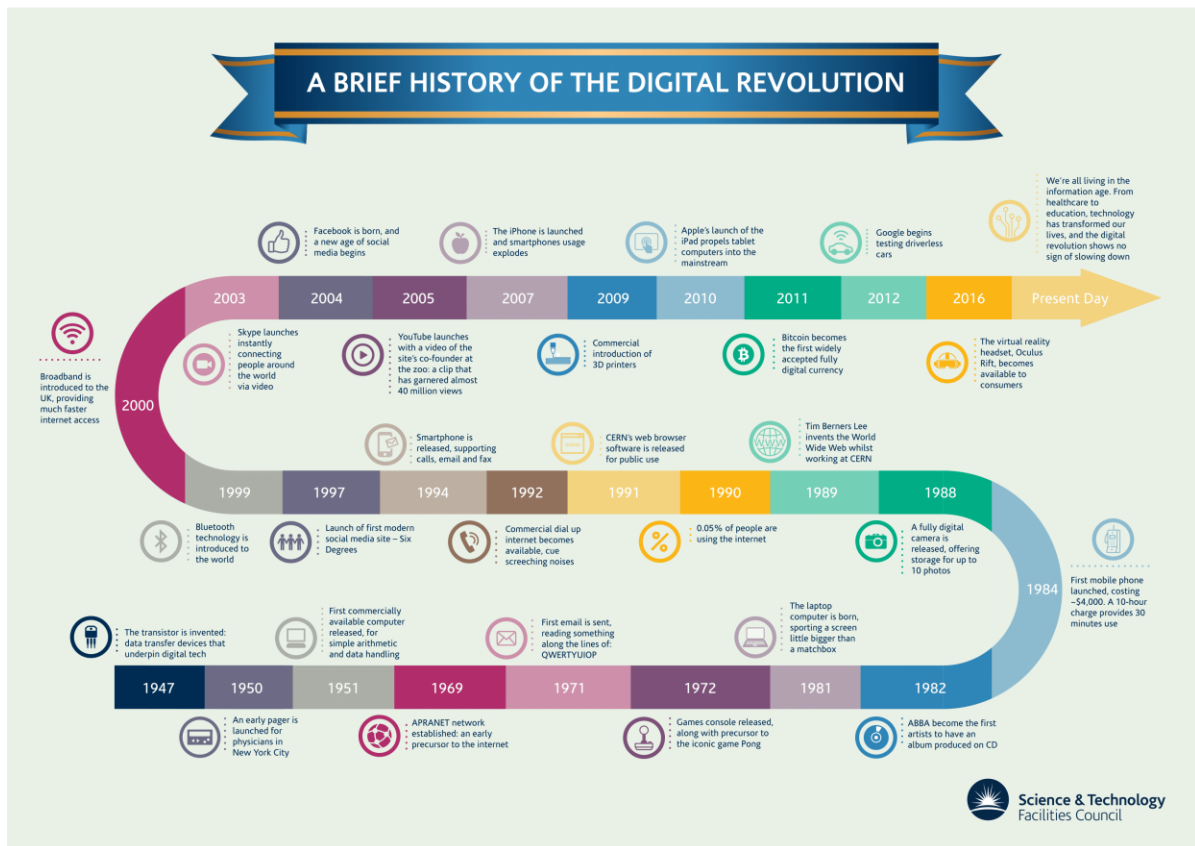 A BRIEF HISTORY OF THE DIGITAL REVOLUTION
The transistor is invented:
data transfer devices that
underpin digital tech
1947
1950
An early pager is
launched for
physicians in
New York City
First commercially
available computer
released, for
simple arithmetic
and data handling
1951
1969
APRANET network
established: an early
precursor to the internet
First email is sent,
reading something
along the lines of:
QWERTYUIOP
1971
1972
Games console released,
along with precursor to
the iconic game Pong
The laptop
computer is born,
sporting a screen
little bigger than
a matchbox
1981
1982
ABBA become the first
artists to have an
album produced on CD
1984
First mobile phone
launched, costing
~$4,000. A 10-hour
charge provides 30
minutes use
1988
A fully digital
camera is
released, offering
storage for up to
10 photos
Tim Berners Lee
invents the World
Wide Web whilst
working at CERN
WWW
1989
1990
0.05% of people are
using the internet
%
CERN's web browser
software is released
for public use
1991
1992
Commercial dial up
internet becomes
available, cue
screeching noises
Smartphone is
released, supporting
calls, email and fax
1994
1997
Launch of first modern
social media site – Six
Degrees
1999
Bluetooth
technology is
introduced to
the world
2000
Broadband is
introduced to the
UK, providing
much faster
internet access
2003
Skype launches
instantly
connecting
people around
the world
via video
Facebook is born, and
a new age of social
media begins
2004
2005
YouTube launches
with a video of the
site's co-founder at
the zoo: a clip that
has garnered almost
40 million views
The iPhone is launched
and smartphones usage
explodes
2007
2009
Commercial
introduction of
3D printers
Apple's launch of the
iPad propels tablet
computers into the
mainstream
2010
2011
Bitcoin becomes
the first widely
accepted fully
digital currency
Google begins
testing driverless
cars
2012
2016
The virtual reality
headset, Oculus
Rift, becomes
available to
consumers
We're all living in the
information age. From
healthcare to
education, technology
has transformed our
lives, and the digital
revolution shows no
sign of slowing down
Present Day
Science & Technology
Facilities Council